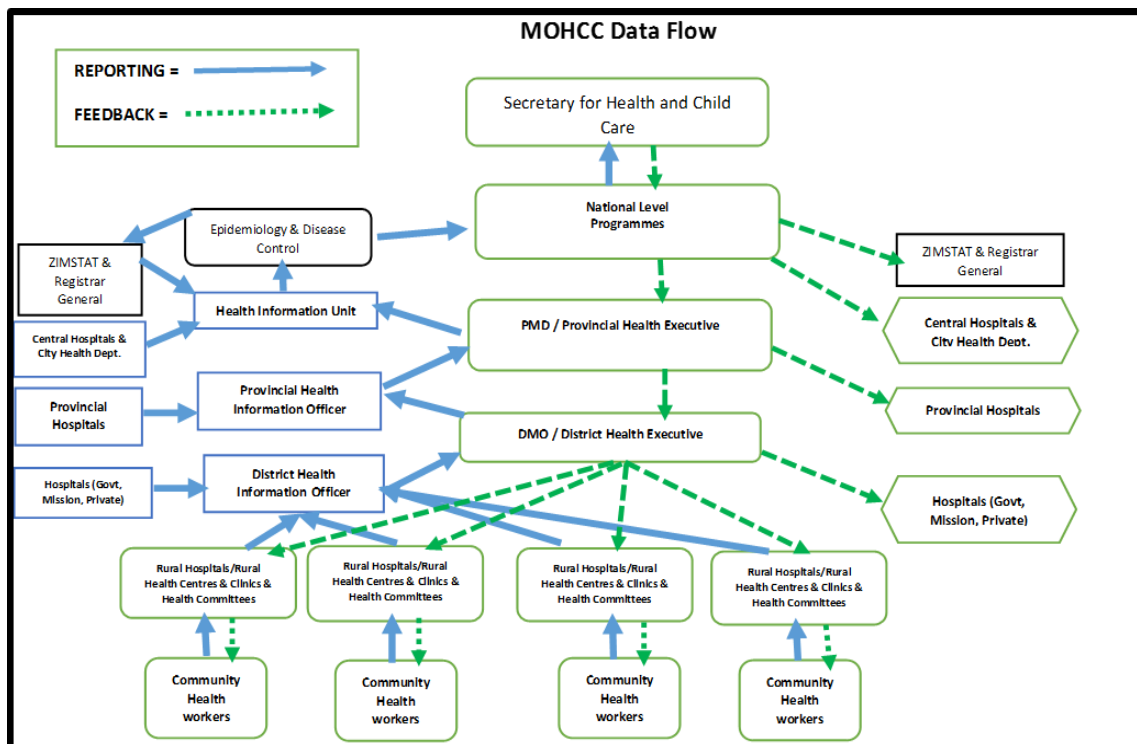 MOHCC Data Flow
REPORTING =
FEEDBACK =
Secretary for Health and Child
Care
National Level
Programmes
Epidemiology & Disease
Control
ZIMSTAT &
Registrar
General
ZIMSTAT & Registrar
General
Health Information Unit
PMD / Provincial Health Executive
Central Hospitals &
City Health Dept.
Central Hospitals &
City Health Dept.
Provincial Health
Information Officer
Provincial
Hospitals
Provincial Hospitals
DMO / District Health Executive
District Health
Information Officer
Hospitals (Govt,
Mission, Private)
Hospitals (Govt,
Mission, Private)
Rural Hospitals/Rural
Health Centres & Clinics &
Health Committees
Rural Hospitals/Rural
Health Centres & Clinics &
Health Committees
Rural Hospitals/Rural
Health Centres & Clinics &
Health Committees
Rural Hospitals/Rural
Health Centres & Clinics &
Health Committees
Community
Health
workers
Community
Health
workers
Community
Health
workers
Community
Health
workers